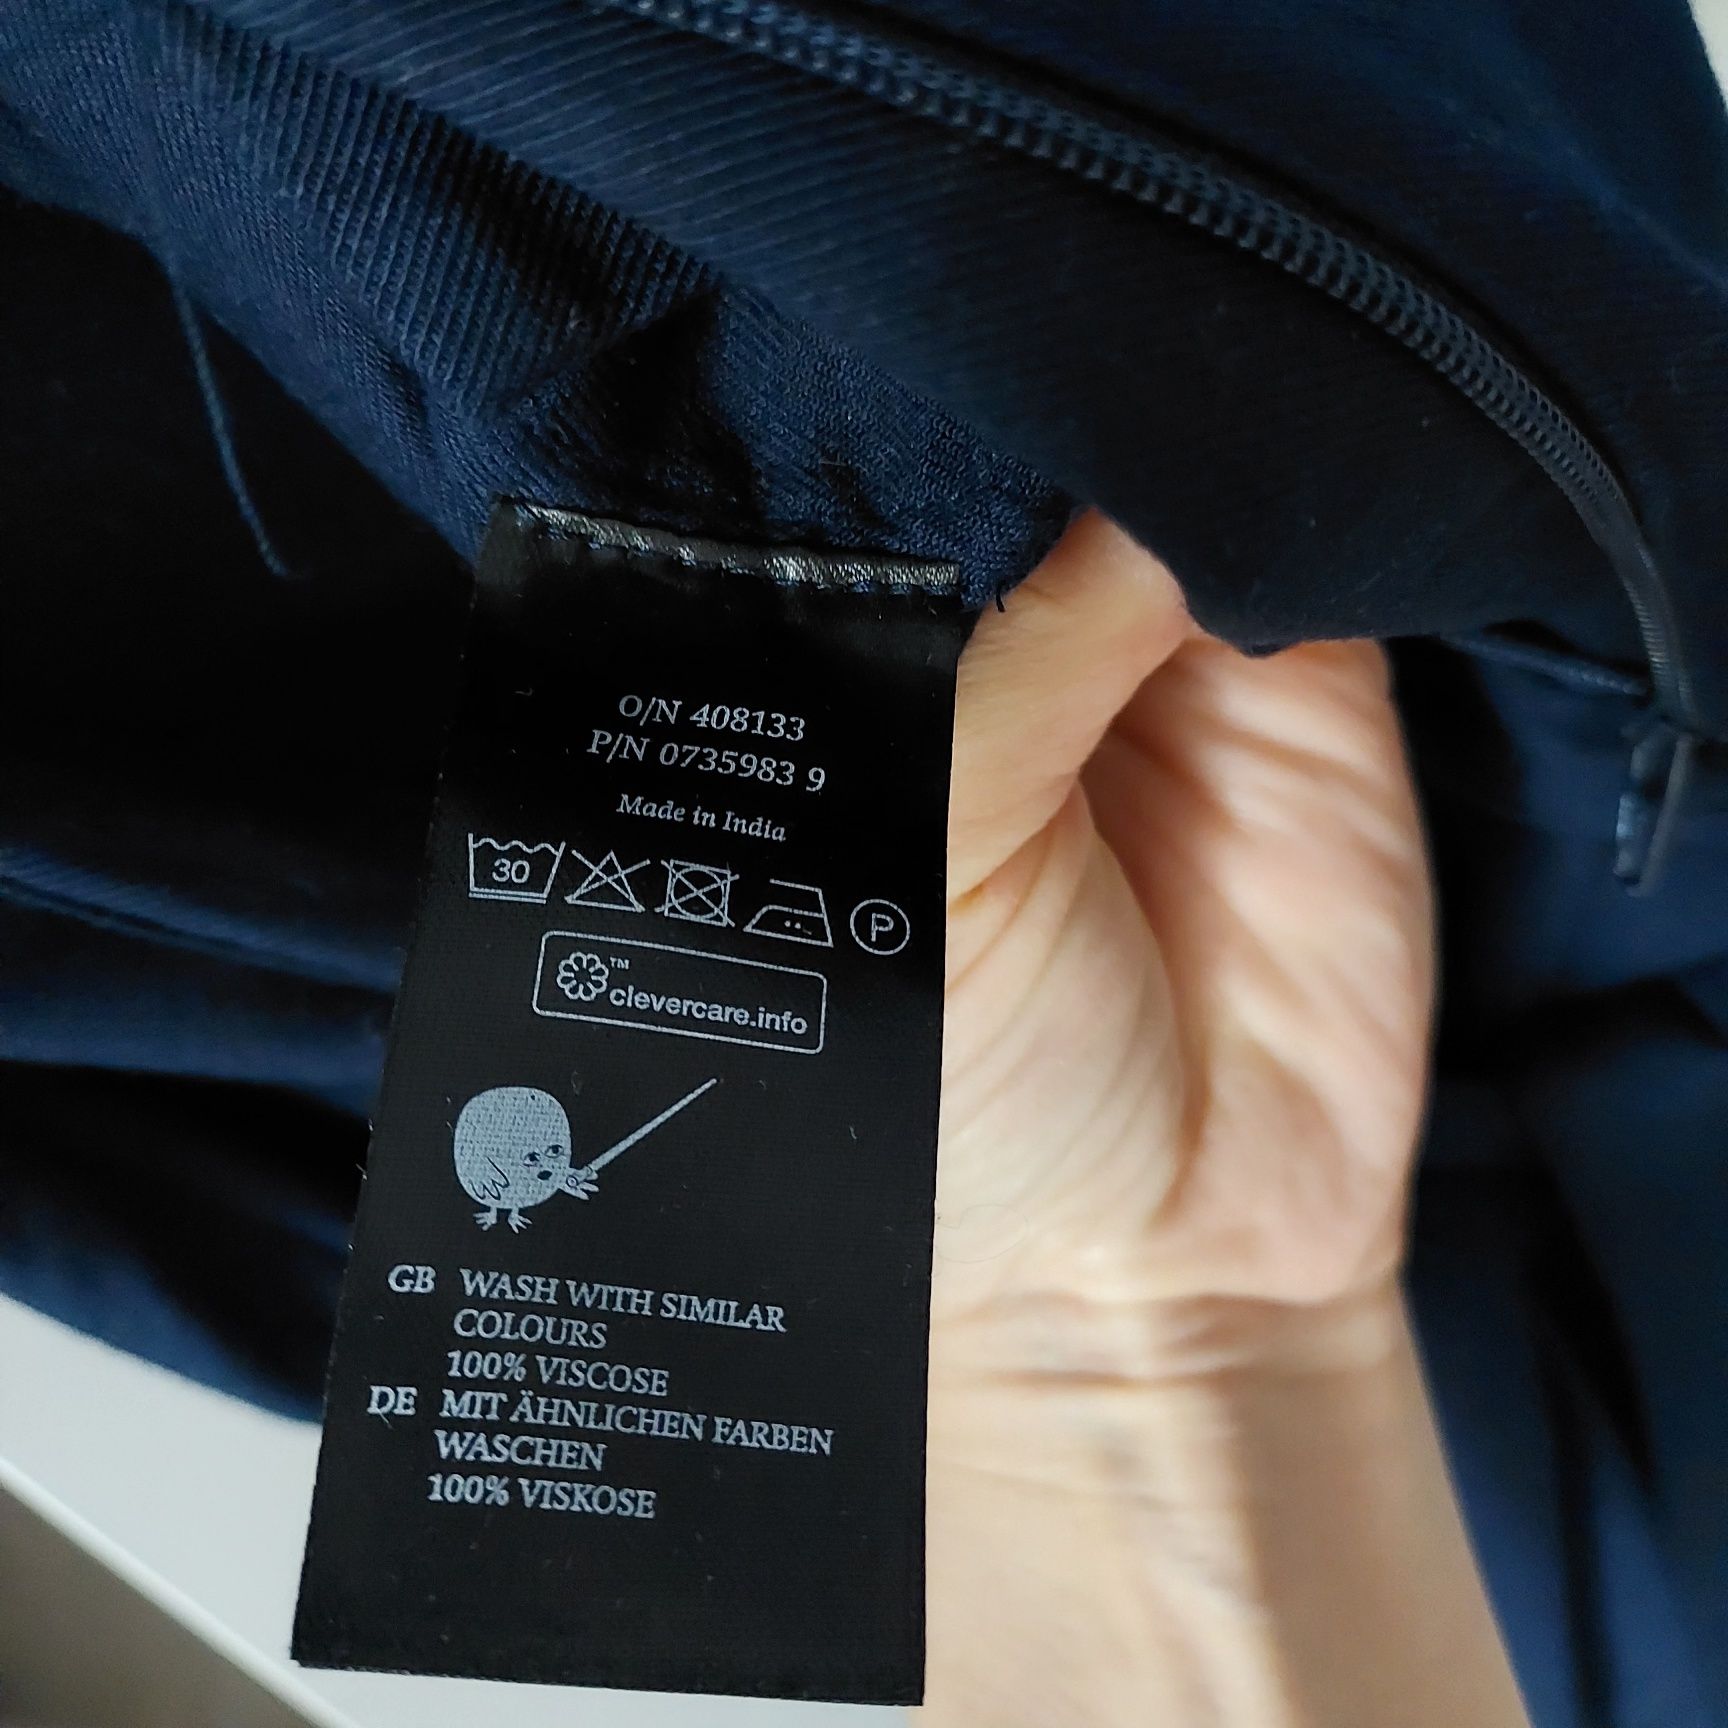 O/N 408133
P/N 0735983 9
Made in India
30 P
™ clevercare.info
GB WASH WITH SIMILAR
COLOURS
100% VISCOSE
DE MIT ÄHNLICHEN FARBEN
WASCHEN
100% VISKOSE